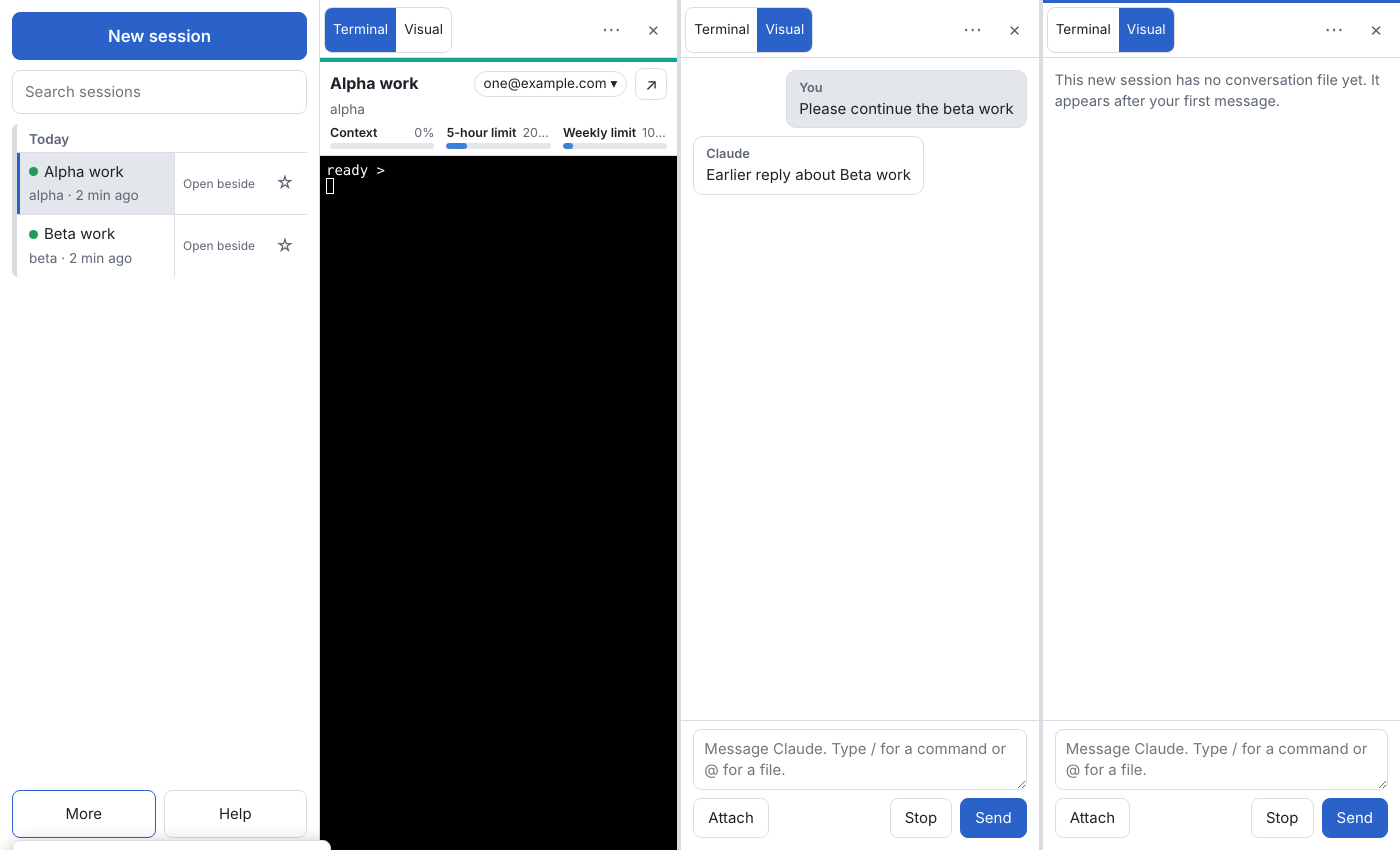 New session
Search sessions
Today
Alpha work
alpha · 2 min ago
Open beside
Beta work
beta · 2 min ago
Open beside
More
Help
Terminal
Visual
Alpha work
one@example.com ▾
alpha
Context 0%
5-hour limit 20...
Weekly limit 10...
ready >
Terminal
Visual
You
Please continue the beta work
Claude
Earlier reply about Beta work
Message Claude. Type / for a command or
@ for a file.
Attach
Stop
Send
Terminal
Visual
This new session has no conversation file yet. It
appears after your first message.
Message Claude. Type / for a command or
@ for a file.
Attach
Stop
Send